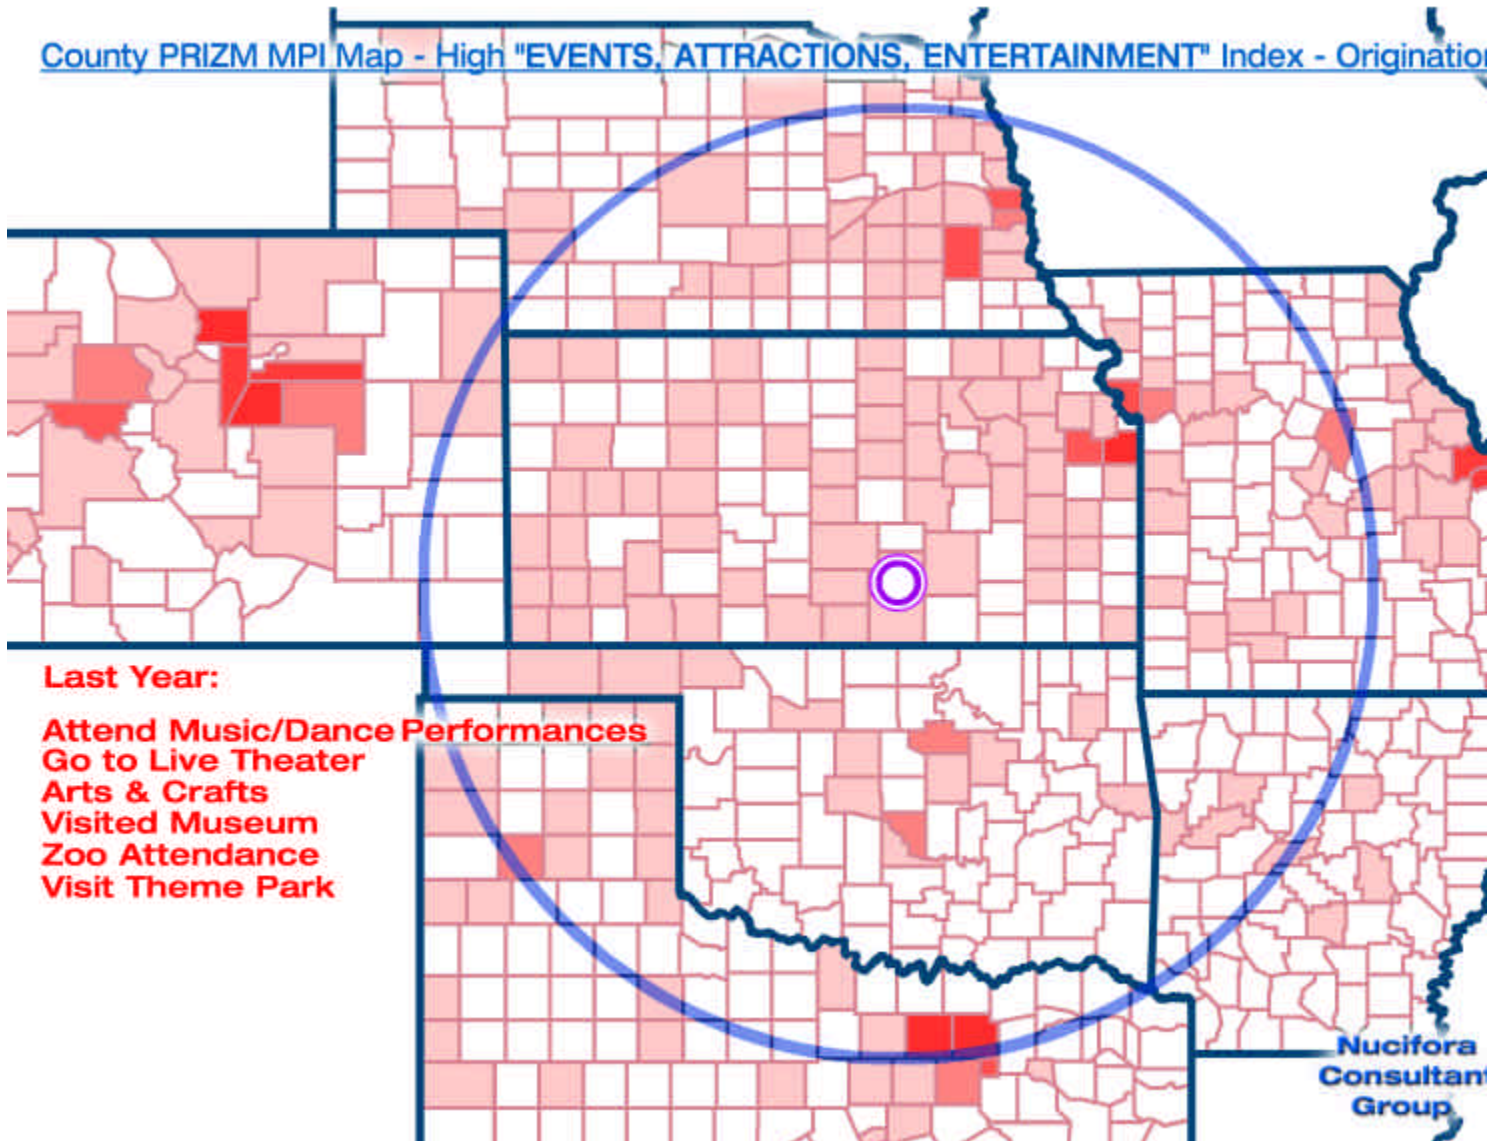 County PRIZM MPI Map - High "EVENTS, ATTRACTIONS, ENTERTAINMENT" Index - Origination
Last Year:
Attend Music/Dance Performances
Go to Live Theater
Arts & Crafts
Visited Museum
Zoo Attendance
Visit Theme Park
Nucifora
Consultant
Group